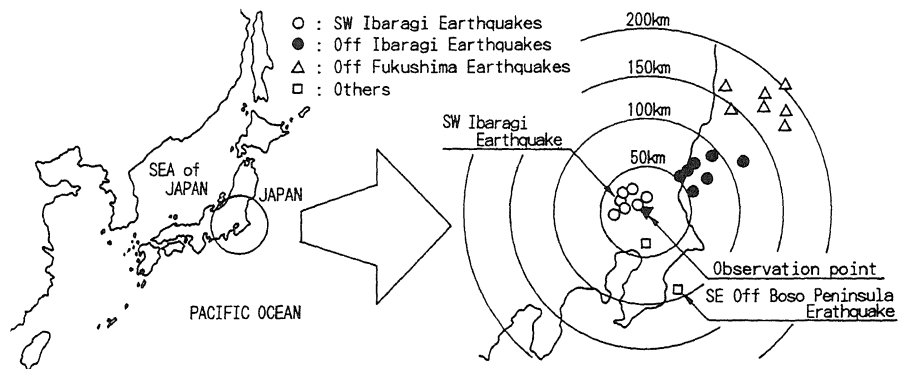 ○ : SW Ibaragi Earthquakes
● : Off Ibaragi Earthquakes
△ : Off Fukushima Earthquakes
□ : Others
SEA of
JAPAN
JAPAN
PACIFIC OCEAN
200km
150km
100km
50km
SW Ibaragi
Earthquake
Observation point
SE Off Boso Peninsula
Erathquake